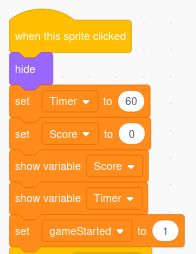 when this sprite clicked
hide
set Timer to 60
set Score to 0
show variable Score
show variable Timer
set gameStarted to 1